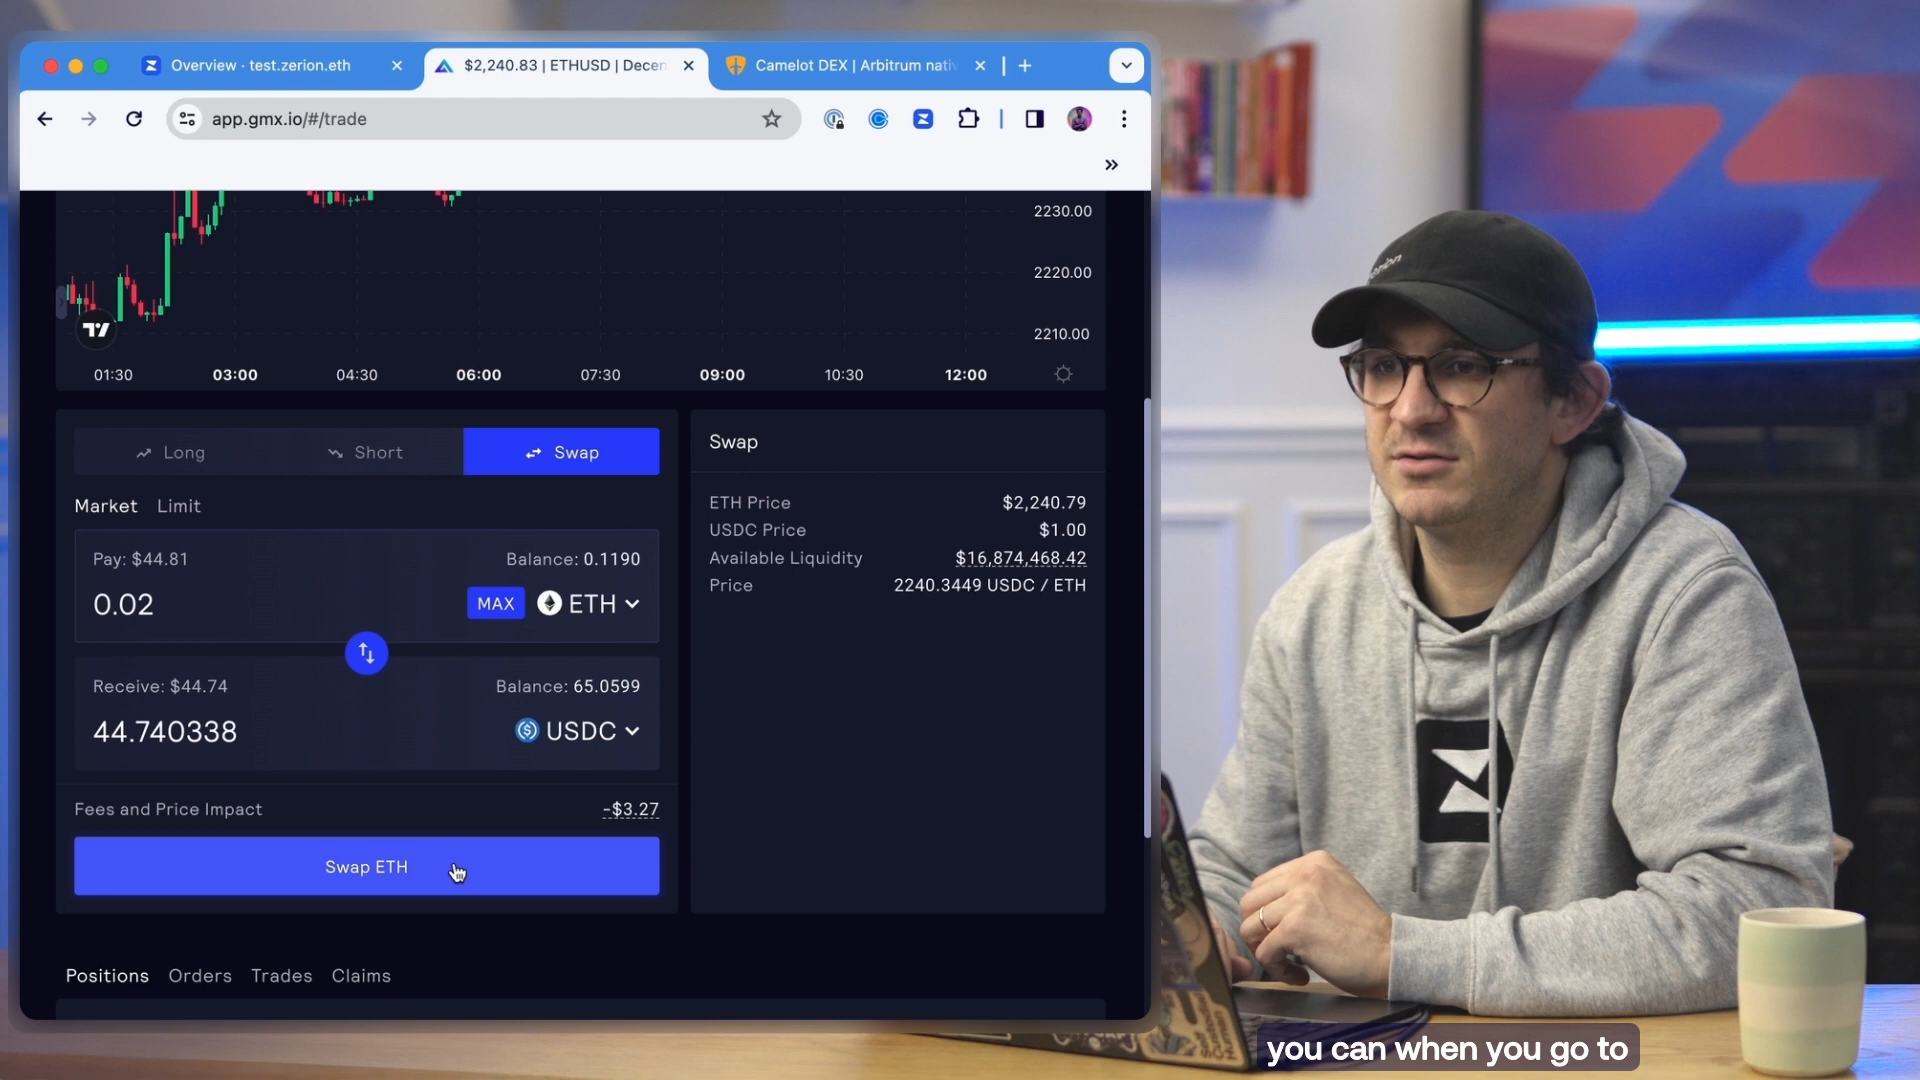 Overview · test.zerion.eth
$2,240.83 | ETHUSD | Decen
Camelot DEX | Arbitrum nati
app.gmx.io/#/trade
2230.00
2220.00
2210.00
01:30 03:00 04:30 06:00 07:30 09:00 10:30 12:00
Long Short Swap
Market Limit
Pay: $44.81 Balance: 0.1190
0.02 MAX ETH
Receive: $44.74 Balance: 65.0599
44.740338 USDC
Fees and Price Impact -$3.27
Swap ETH
Swap
ETH Price $2,240.79
USDC Price $1.00
Available Liquidity $16,874,468.42
Price 2240.3449 USDC / ETH
Positions Orders Trades Claims
zerion
you can when you go to